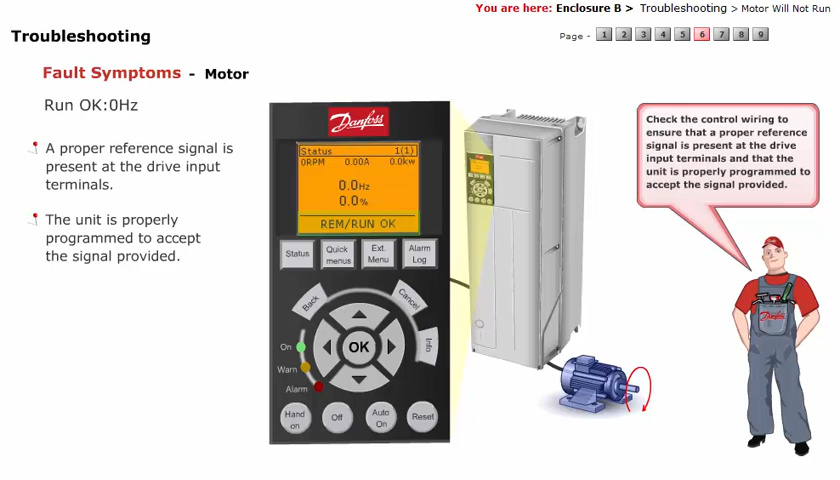 You are here: Enclosure B > Troubleshooting > Motor Will Not Run
Troubleshooting
Page - 1 2 3 4 5 6 7 8 9
Fault Symptoms - Motor
Run OK:0Hz
A proper reference signal is
present at the drive input
terminals.
The unit is properly
programmed to accept
the signal provided.
Danfoss
Status 1(1)
0RPM 0.00A 0.0kw
0.0Hz
0.0%
REM/RUN OK
Status
Quick
menus
Ext.
Menu
Alarm
Log
Back
Cancel
Info
OK
On
Warn
Alarm
Hand
on
Off
Auto
On
Reset
Check the control wiring to
ensure that a proper reference
signal is present at the drive
input terminals and that the
unit is properly programmed to
accept the signal provided.
Danfoss